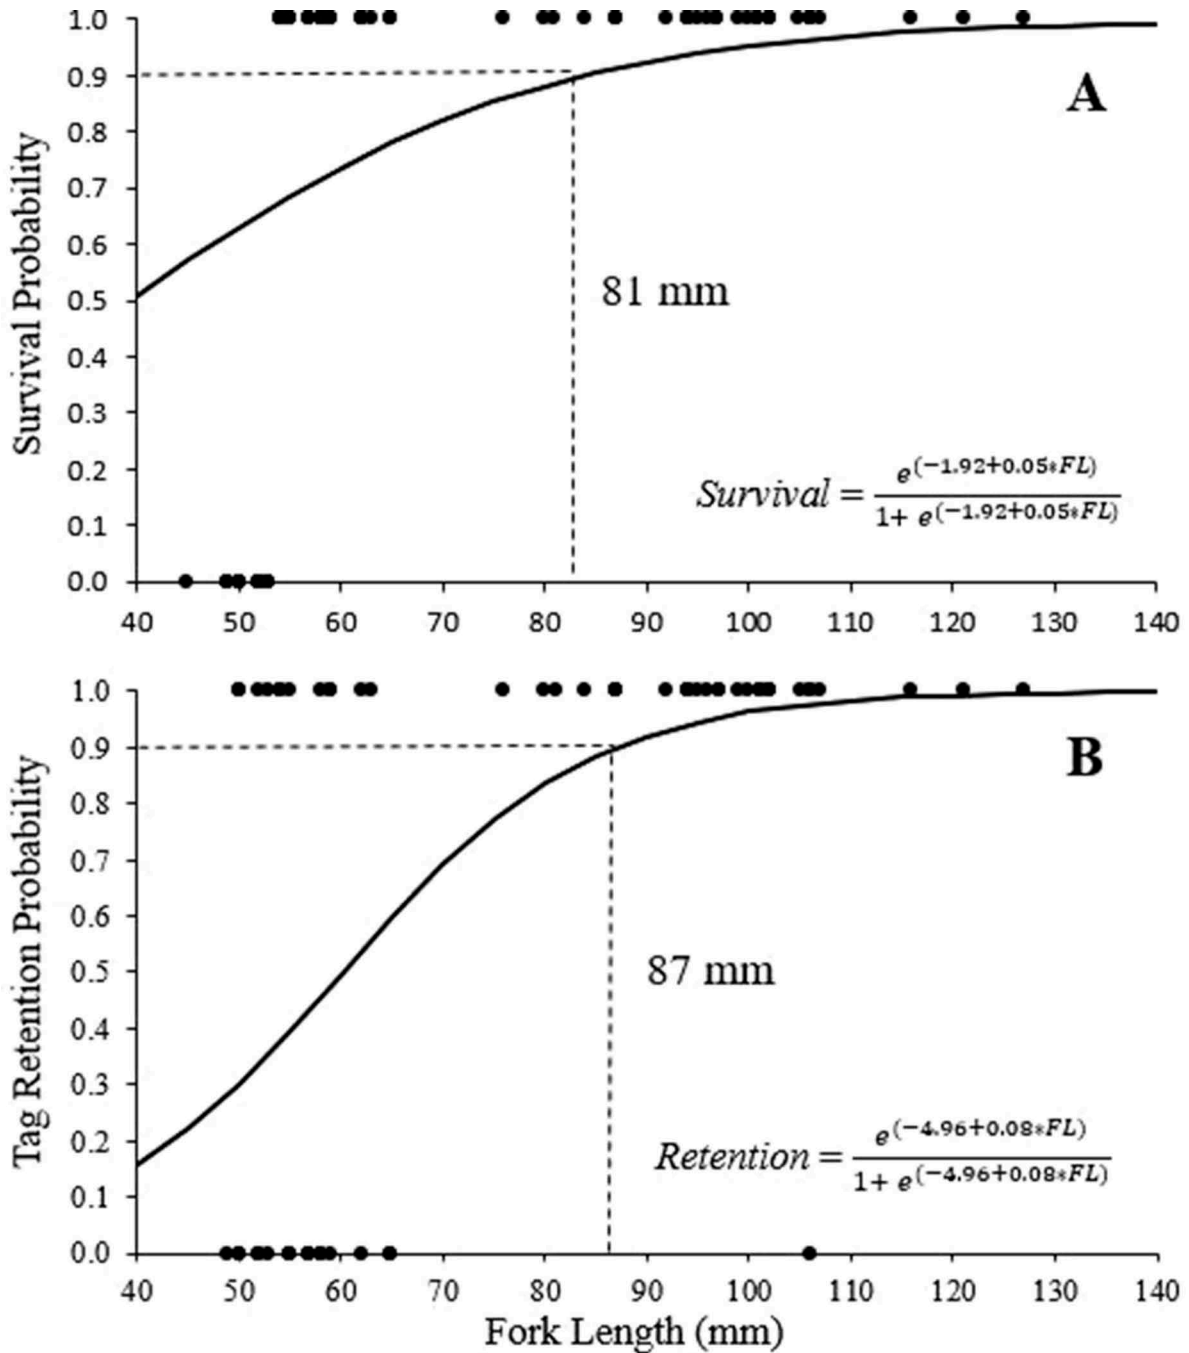 1.0
0.9
0.8
0.7
0.6
0.5
0.4
0.3
0.2
0.1
0.0
Survival Probability
A
81 mm
Survival = e^(−1.92+0.05*FL) / 1+ e^(−1.92+0.05*FL)
40 50 60 70 80 90 100 110 120 130 140
1.0
0.9
0.8
0.7
0.6
0.5
0.4
0.3
0.2
0.1
0.0
Tag Retention Probability
B
87 mm
Retention = e^(−4.96+0.08*FL) / 1+ e^(−4.96+0.08*FL)
40 50 60 70 80 90 100 110 120 130 140
Fork Length (mm)